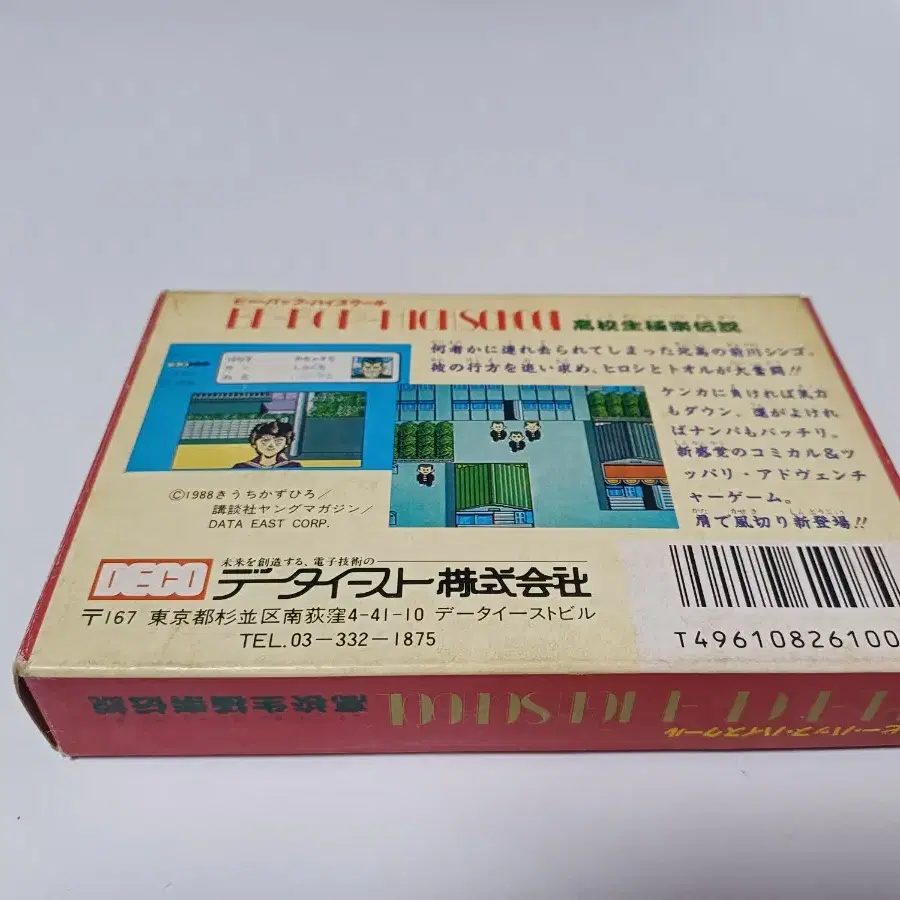 ビー・バップ・ハイスクール
BE-BOP-HIGHSCHOOL 高校生極楽伝説
何者かに連れ去られてしまった死島の前川シンゴ。
彼の行方を追い求め、ヒロシとトオルが大奮闘!!
ケンカに負ければ気力
もダウン、運がよけれ
ばナンパもバッチリ。
新感覚のコミカル&ツ
ッパリ・アドヴェンチ
ャーゲーム。
肩で風切り新登場!!
©1988きうちかずひろ/
講談社ヤングマガジン/
DATA EAST CORP.
DECO 未来を創造する、電子技術の
データイースト株式会社
〒167 東京都杉並区南荻窪4-41-10 データイーストビル
TEL.03-332-1875
T49610826100
高校生極楽伝説
BE-BOP-HIGHSCHOOL
ビー・バップ・ハイスクール